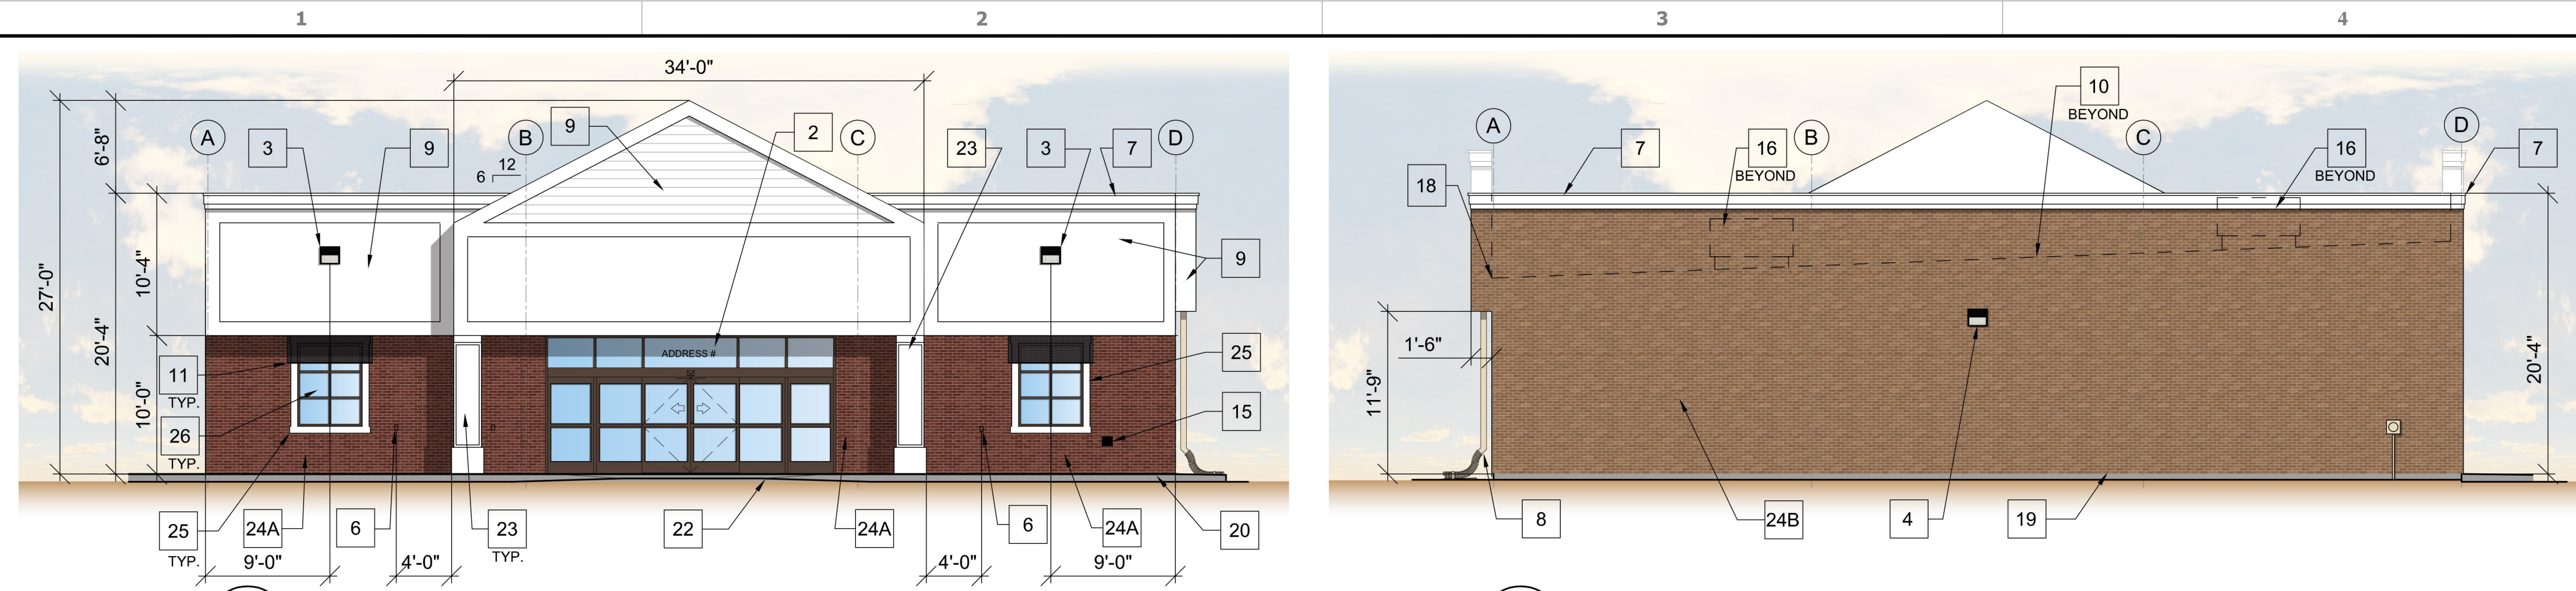 1 2 3 4
34'-0"
27'-0"
6'-8"
20'-4"
10'-4"
10'-0"
A B C D
3 9 9 2 23 3 7
12
6
9
ADDRESS #
11
TYP.
25
26
TYP.
15
25
TYP.
24A
6
23
TYP.
22
24A
6
24A
20
9'-0"
4'-0"
4'-0"
9'-0"
10
BEYOND
A B C D
7
16
BEYOND
16
BEYOND
7
18
1'-6"
11'-9"
20'-4"
8
24B
4
19